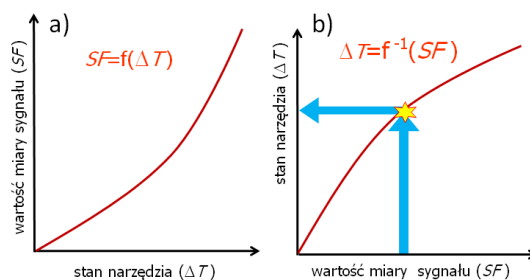 a)
SF=f(ΔT)
wartość miary sygnału (SF)
stan narzędzia (ΔT)
b)
ΔT=f⁻¹(SF)
stan narzędzia (ΔT)
wartość miary sygnału (SF)